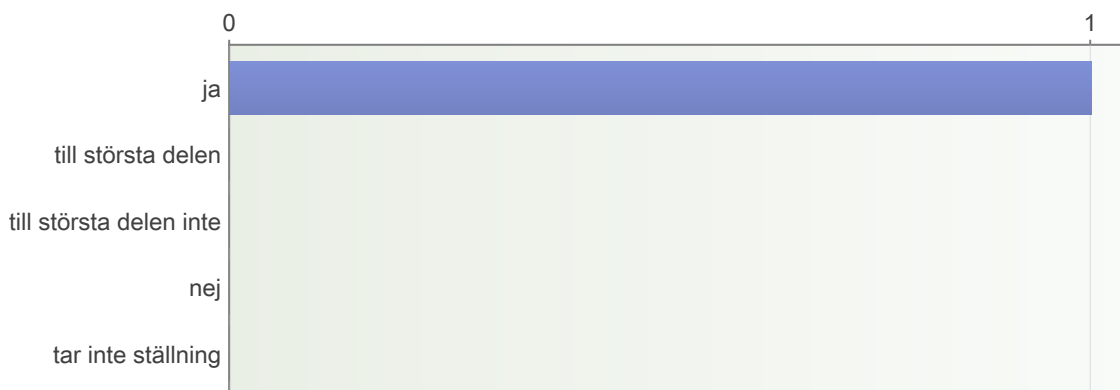 0 1
ja
till största delen
till största delen inte
nej
tar inte ställning